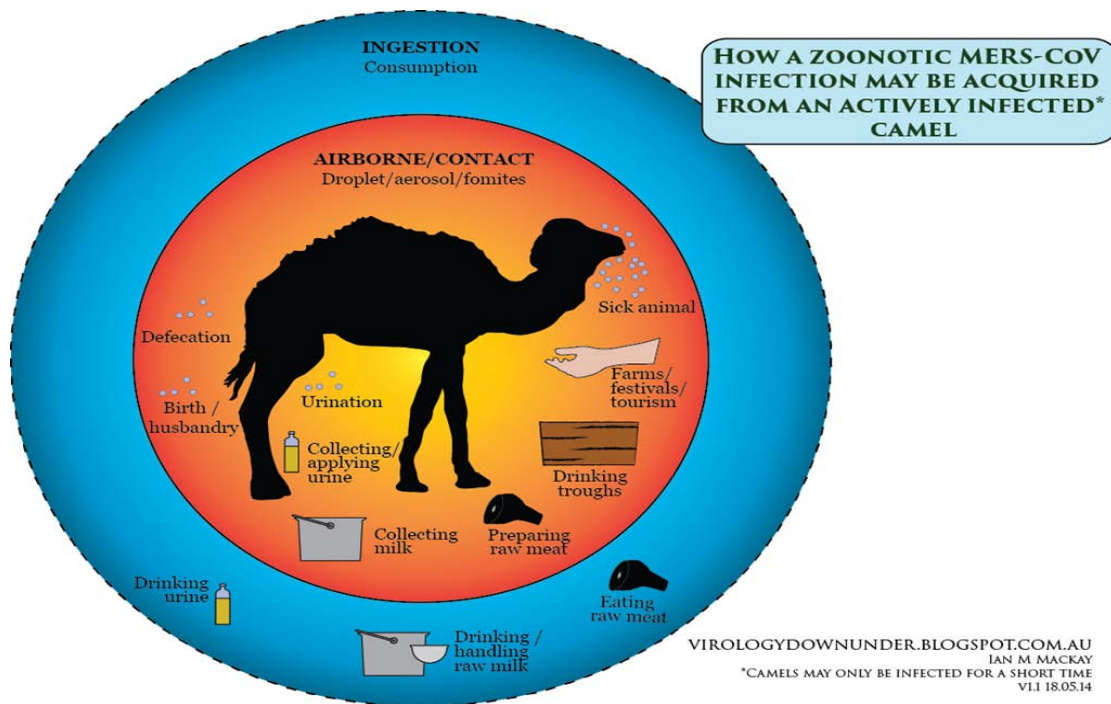 INGESTION
Consumption
HOW A ZOONOTIC MERS-COV
INFECTION MAY BE ACQUIRED
FROM AN ACTIVELY INFECTED*
CAMEL
AIRBORNE/CONTACT
Droplet/aerosol/fomites
Sick animal
Defecation
Farms/
festivals/
tourism
Birth /
husbandry
Urination
Collecting/
applying
urine
Drinking
troughs
Collecting
milk
Preparing
raw meat
Drinking
urine
Eating
raw meat
Drinking /
handling
raw milk
VIROLOGYDOWNUNDER.BLOGSPOT.COM.AU
IAN M MACKAY
*CAMELS MAY ONLY BE INFECTED FOR A SHORT TIME
V1.1 18.05.14